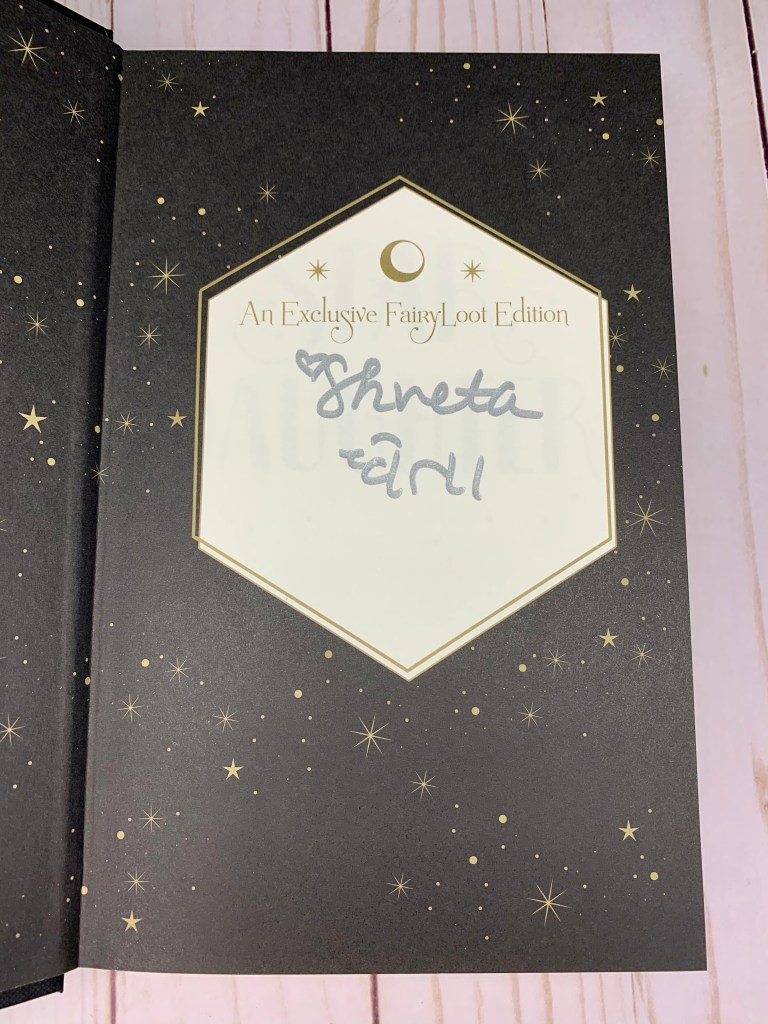 An Exclusive FairyLoot Edition
Shveta
શ્વેતા